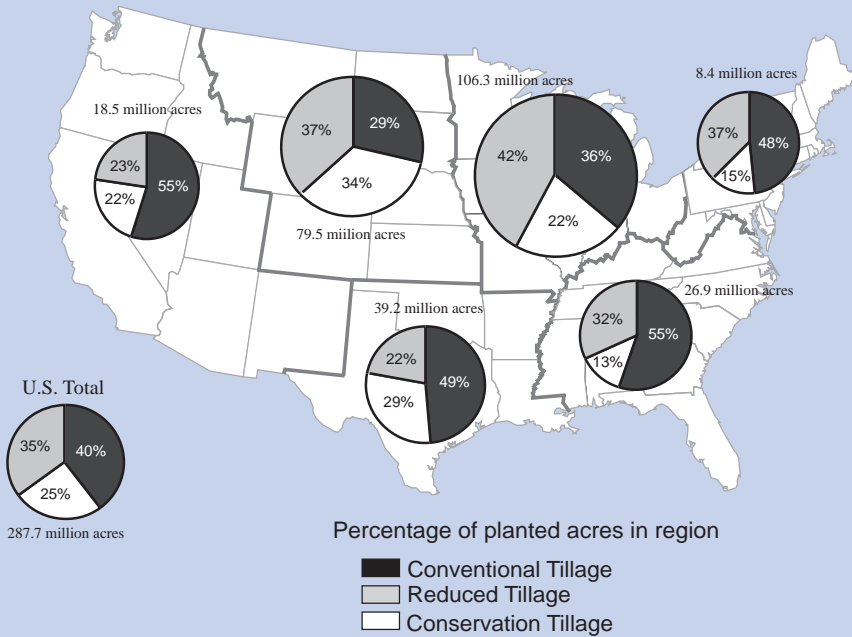 106.3 million acres
8.4 million acres
18.5 million acres
37%
29%
34%
42%
36%
22%
37%
48%
15%
23%
55%
22%
79.5 miilion acres
39.2 million acres
26.9 million acres
32%
55%
13%
22%
49%
29%
U.S. Total
35%
40%
25%
287.7 million acres
Percentage of planted acres in region
Conventional Tillage
Reduced Tillage
Conservation Tillage